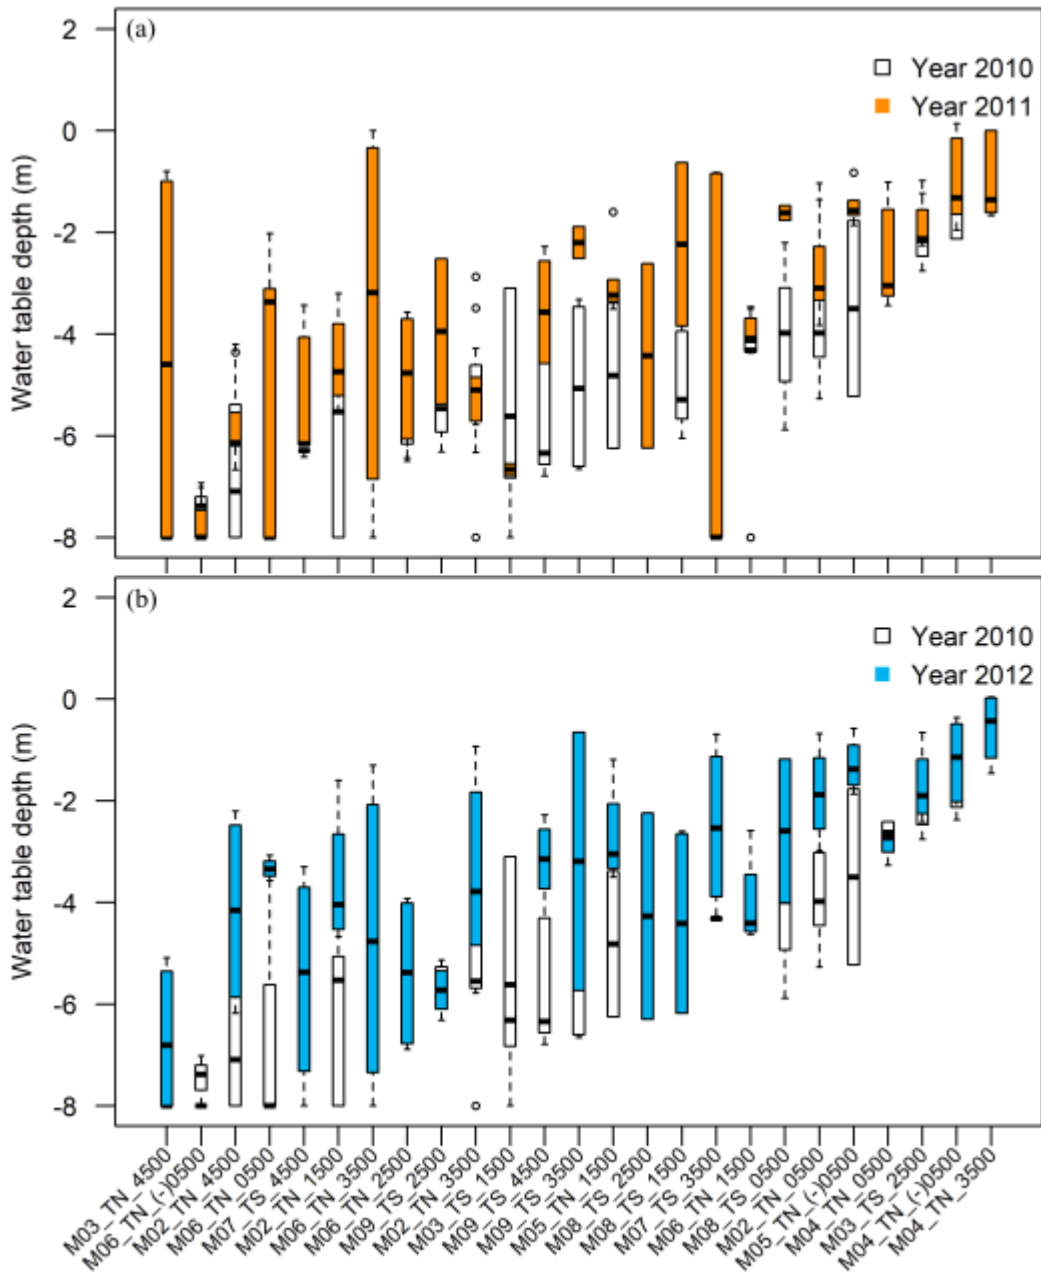 (a)
Year 2010
Year 2011
Water table depth (m)
2
0
-2
-4
-6
-8
(b)
Year 2010
Year 2012
Water table depth (m)
2
0
-2
-4
-6
-8
M03_TN_4500
M06_TN_(-)0500
M02_TN_4500
M06_TN_0500
M07_TS_4500
M02_TN_1500
M06_TN_3500
M06_TN_2500
M09_TS_2500
M02_TN_3500
M03_TS_1500
M09_TS_4500
M09_TS_3500
M05_TN_1500
M08_TS_2500
M08_TS_1500
M07_TS_3500
M06_TN_1500
M08_TS_0500
M02_TN_0500
M05_TN_(-)0500
M04_TN_0500
M03_TS_2500
M04_TN_(-)0500
M04_TN_3500